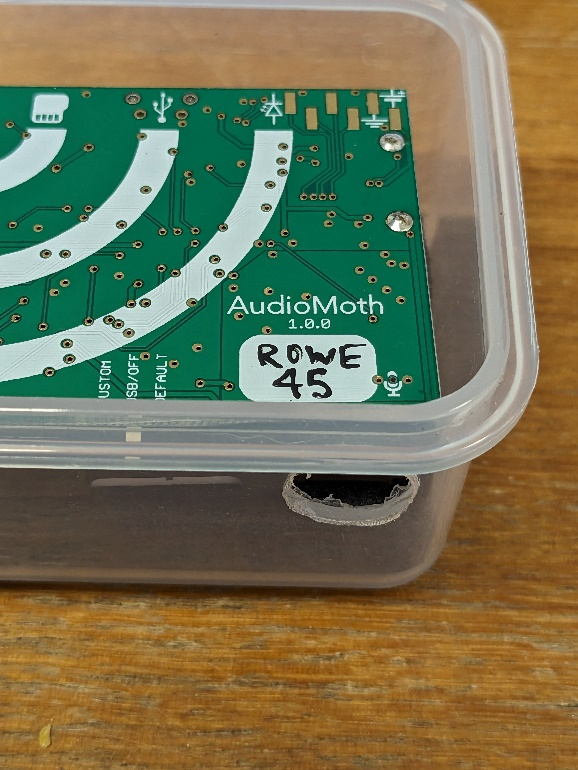 AudioMoth
1.0.0
ROWE
45
USTOM
USB/OFF
DEFAULT